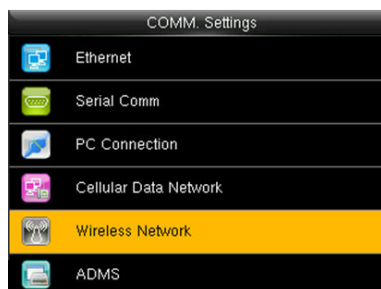 COMM. Settings
Ethernet
Serial Comm
PC Connection
Cellular Data Network
Wireless Network
ADMS